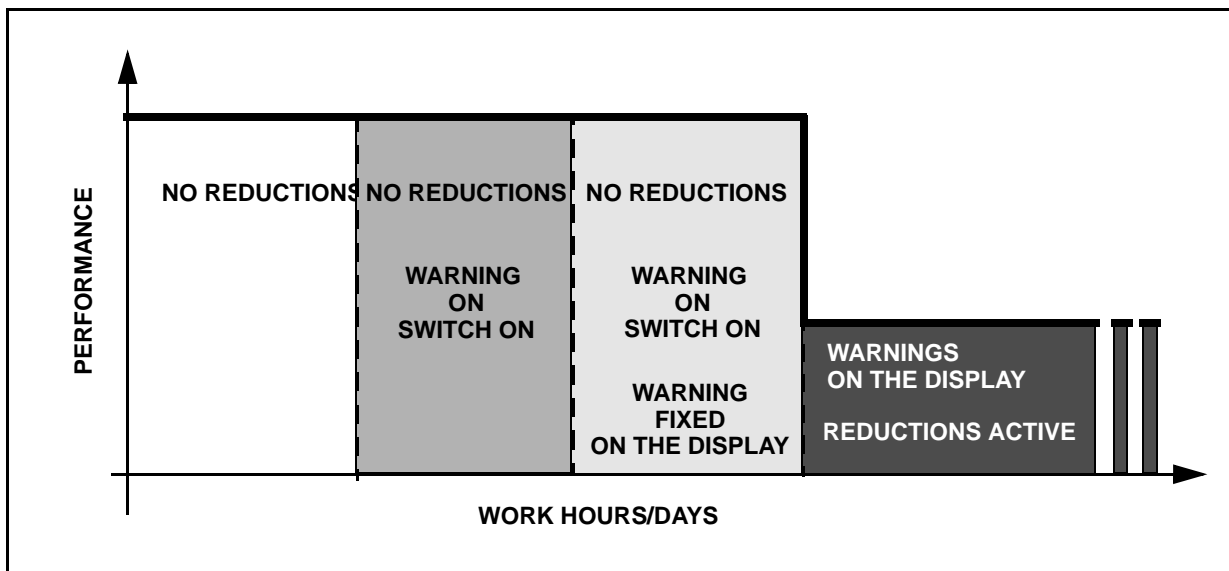 PERFORMANCE
NO REDUCTIONS
NO REDUCTIONS
WARNING
ON
SWITCH ON
NO REDUCTIONS
WARNING
ON
SWITCH ON
WARNING
FIXED
ON THE DISPLAY
WARNINGS
ON THE DISPLAY
REDUCTIONS ACTIVE
WORK HOURS/DAYS